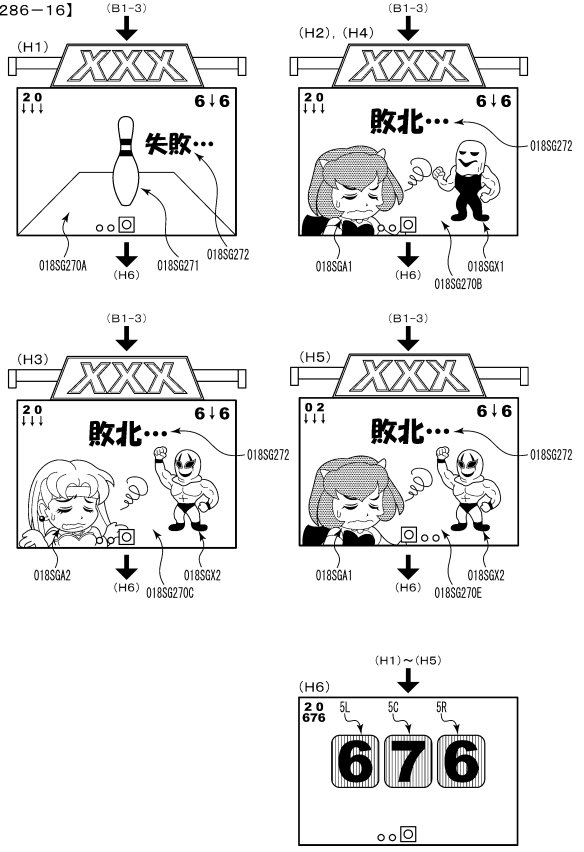 286−16】
(B1-3)
(H1)
XXX
20
↓↓↓
6↓6
失敗…
018SG270A
018SG271
018SG272
(H6)
(B1-3)
(H2), (H4)
XXX
20
↓↓↓
6↓6
敗北…
018SG272
018SGA1
018SGX1
018SG270B
(H6)
(B1-3)
(H3)
XXX
20
↓↓↓
6↓6
敗北…
018SG272
018SGA2
018SGX2
018SG270C
(H6)
(B1-3)
(H5)
XXX
02
↓↓↓
6↓6
敗北…
018SG272
018SGA1
018SGX2
018SG270E
(H6)
(H1)~(H5)
(H6)
20
676
5L
5C
5R
6 7 6